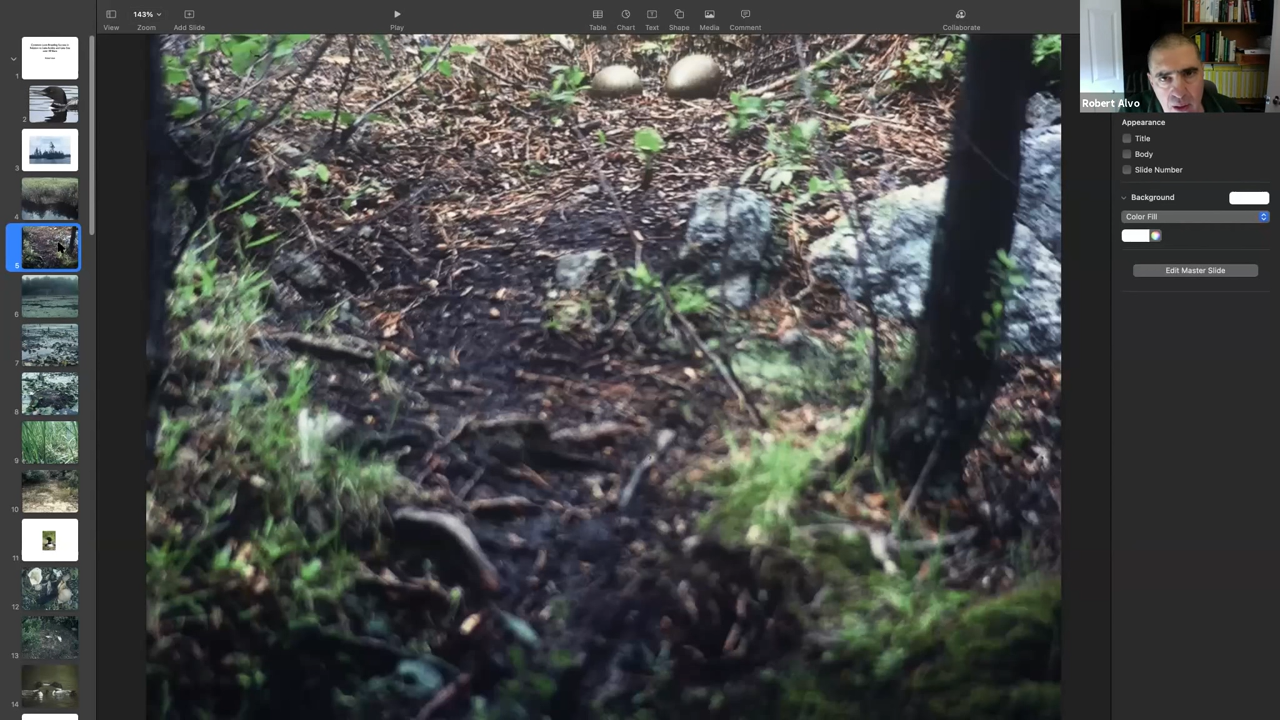 143%
View
Zoom
Add Slide
Play
Table
Chart
Text
Shape
Media
Comment
Collaborate
Robert Alvo
Appearance
Title
Body
Slide Number
Background
Color Fill
Edit Master Slide
1
2
3
4
5
6
7
8
9
10
11
12
13
14